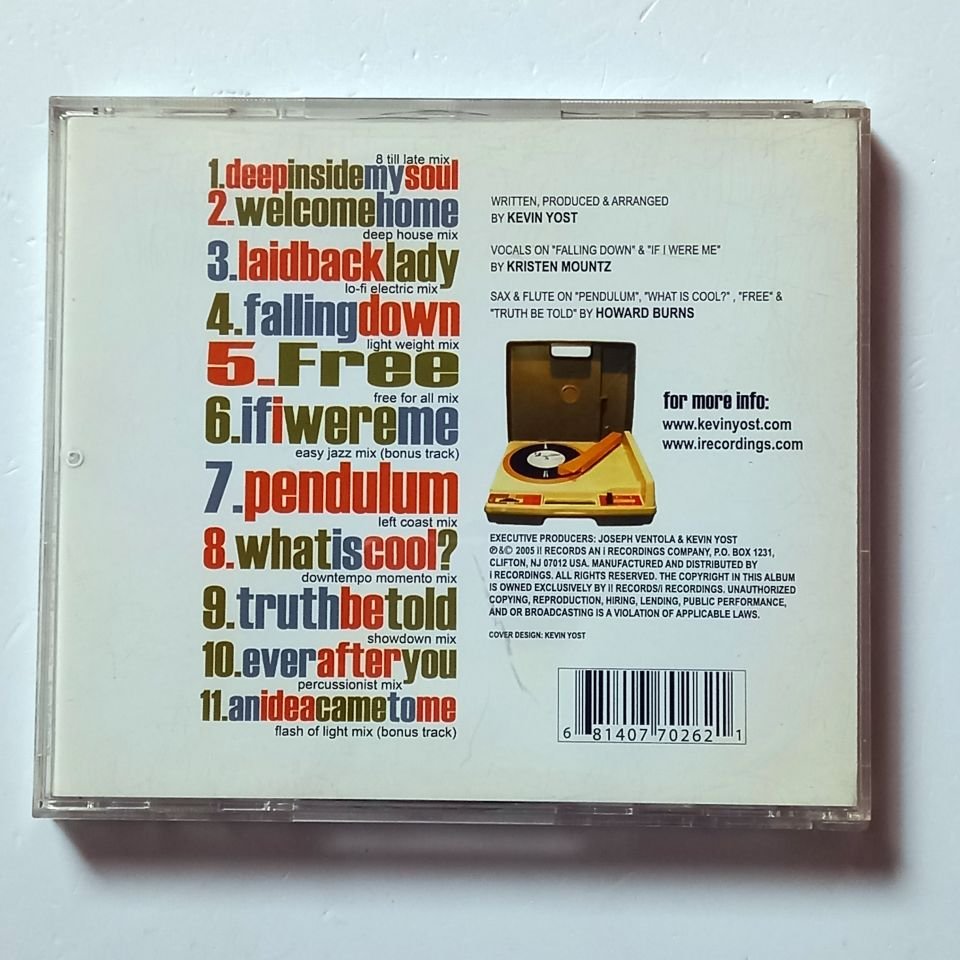 8 till late mix
1.deepinsidemysoul
2.welcomehome
deep house mix
3.laidbacklady
lo-fi electric mix
4.fallingdown
light weight mix
5.Free
free for all mix
6.ifiwereme
easy jazz mix (bonus track)
7.pendulum
left coast mix
8.whatiscool?
downtempo momento mix
9.truthbetold
showdown mix
10.everafteryou
percussionist mix
11.anideacametome
flash of light mix (bonus track)
WRITTEN, PRODUCED & ARRANGED
BY KEVIN YOST
VOCALS ON "FALLING DOWN" & "IF I WERE ME"
BY KRISTEN MOUNTZ
SAX & FLUTE ON "PENDULUM", "WHAT IS COOL?" , "FREE" &
"TRUTH BE TOLD" BY HOWARD BURNS
for more info:
www.kevinyost.com
www.irecordings.com
EXECUTIVE PRODUCERS: JOSEPH VENTOLA & KEVIN YOST
℗&© 2005 i! RECORDS AN i RECORDINGS COMPANY, P.O. BOX 1231,
CLIFTON, NJ 07012 USA. MANUFACTURED AND DISTRIBUTED BY
i RECORDINGS. ALL RIGHTS RESERVED. THE COPYRIGHT IN THIS ALBUM
IS OWNED EXCLUSIVELY BY i! RECORDS/i RECORDINGS. UNAUTHORIZED
COPYING, REPRODUCTION, HIRING, LENDING, PUBLIC PERFORMANCE,
AND OR BROADCASTING IS A VIOLATION OF APPLICABLE LAWS.
COVER DESIGN: KEVIN YOST
6 81407 70262 1